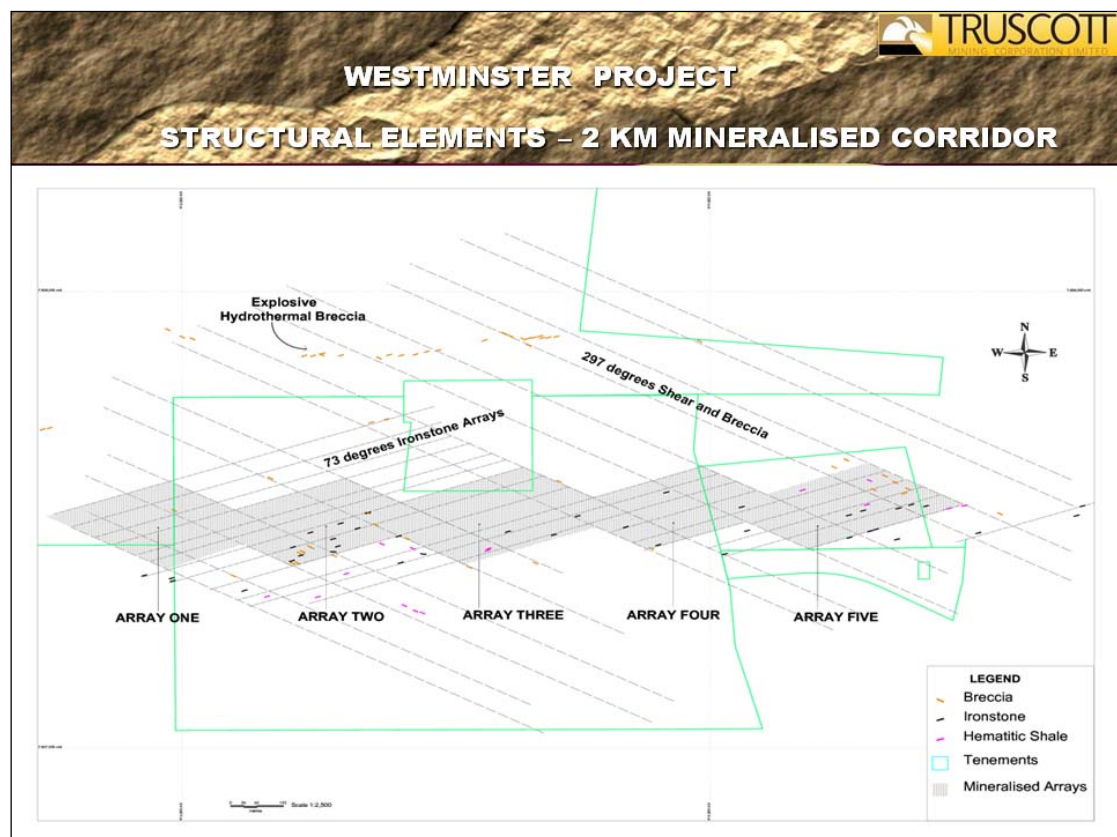 TRUSCOTT
MINING CORPORATION LIMITED
WESTMINSTER PROJECT
STRUCTURAL ELEMENTS – 2 KM MINERALISED CORRIDOR
Explosive
Hydrothermal Breccia
N
W E
S
297 degrees Shear and Breccia
73 degrees Ironstone Arrays
ARRAY ONE
ARRAY TWO
ARRAY THREE
ARRAY FOUR
ARRAY FIVE
LEGEND
Breccia
Ironstone
Hematitic Shale
Tenements
Mineralised Arrays
Scale 1:2,500